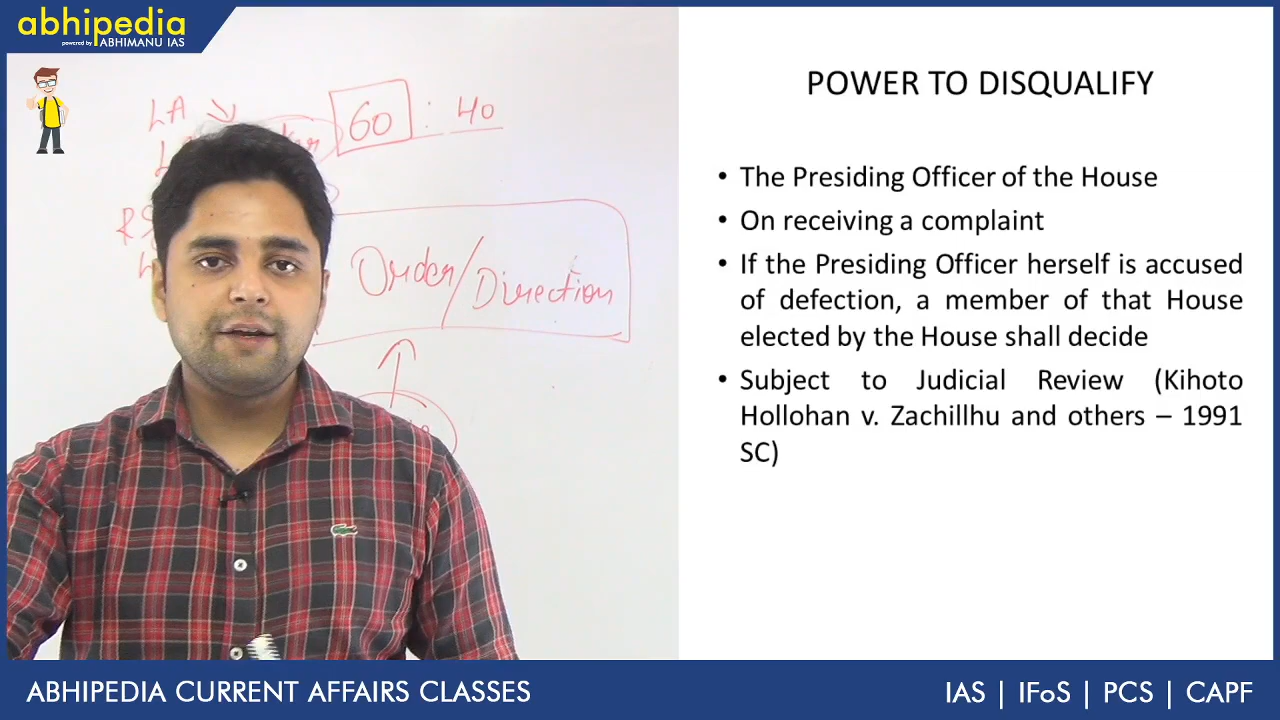 abhipedia
powered by ABHIMANU IAS
LA
60 : 40
RS
Order/Direction
POWER TO DISQUALIFY
• The Presiding Officer of the House
• On receiving a complaint
• If the Presiding Officer herself is accused
of defection, a member of that House
elected by the House shall decide
• Subject to Judicial Review (Kihoto
Hollohan v. Zachillhu and others – 1991
SC)
ABHIPEDIA CURRENT AFFAIRS CLASSES
IAS | IFoS | PCS | CAPF